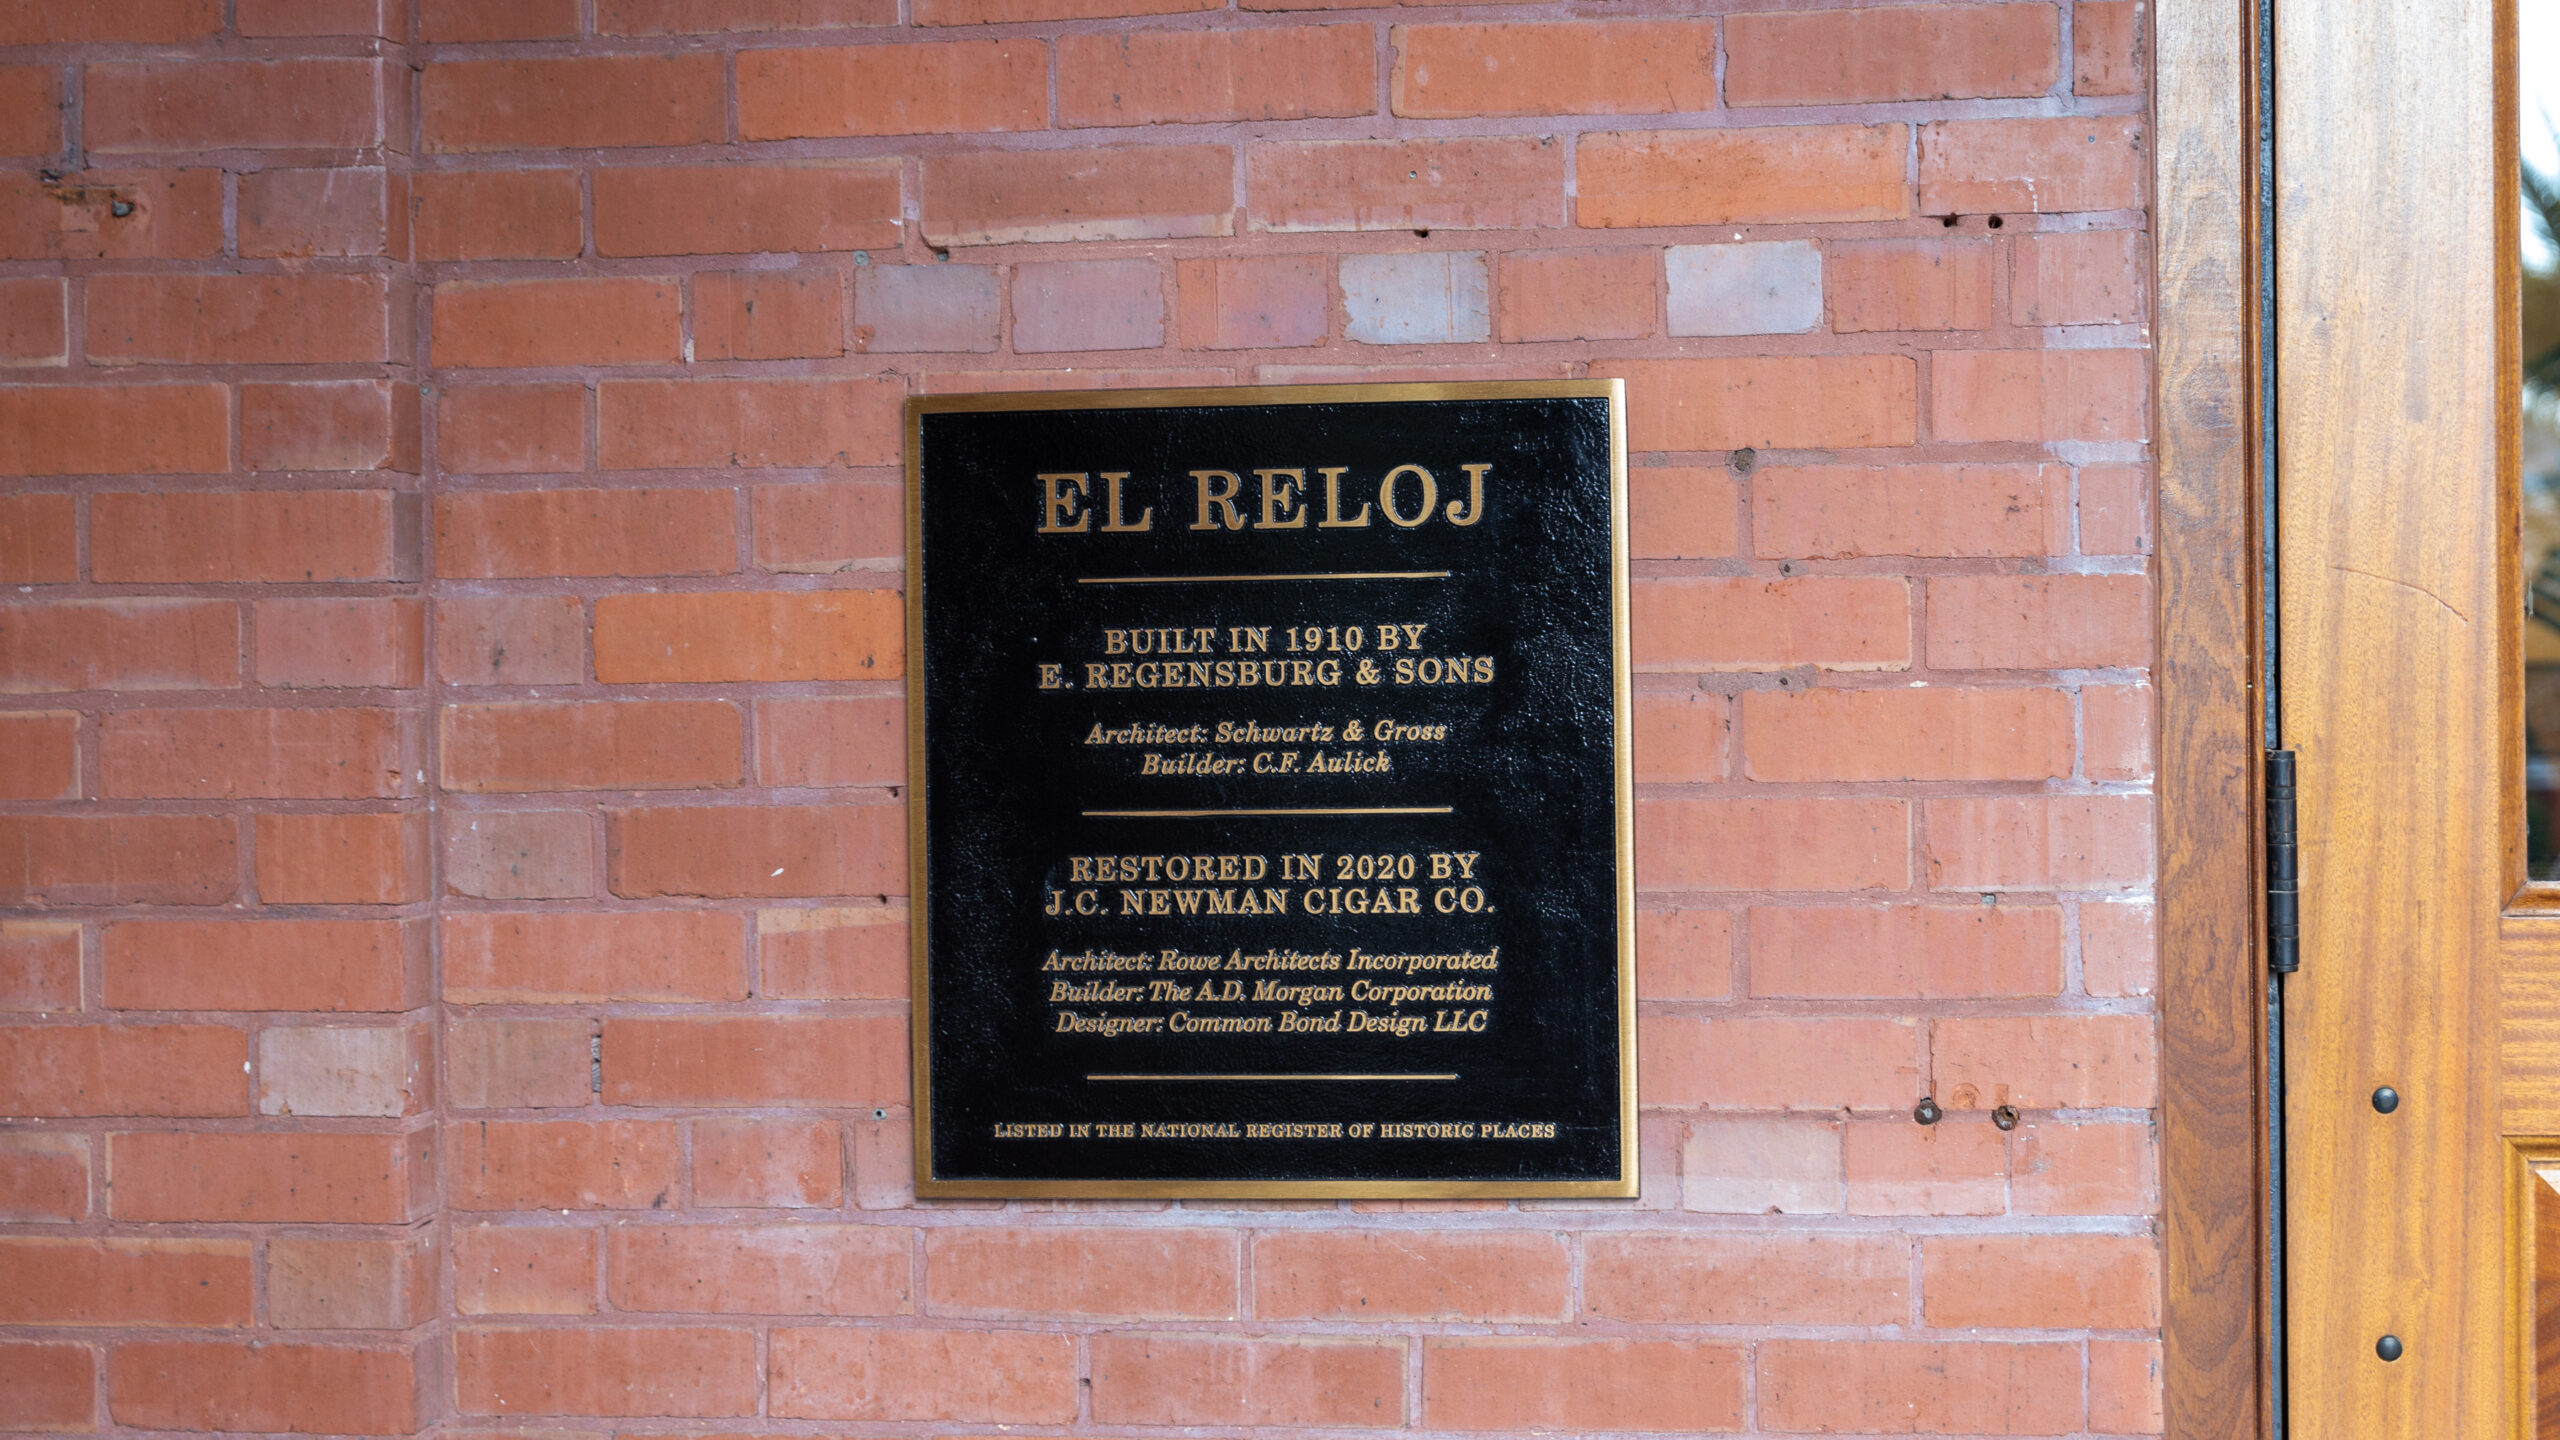 EL RELOJ
BUILT IN 1910 BY
E. REGENSBURG & SONS
Architect: Schwartz & Gross
Builder: C.F. Aulick
RESTORED IN 2020 BY
J.C. NEWMAN CIGAR CO.
Architect: Rowe Architects Incorporated
Builder: The A.D. Morgan Corporation
Designer: Common Bond Design LLC
LISTED IN THE NATIONAL REGISTER OF HISTORIC PLACES